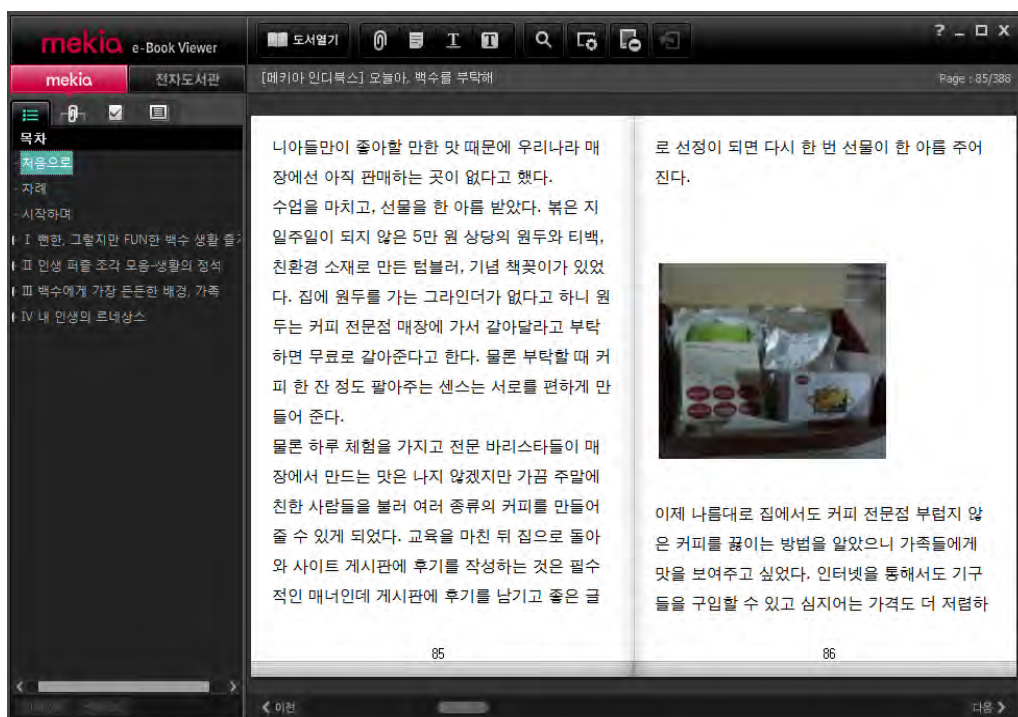 mekia e-Book Viewer
도서열기
? _ □ X
mekia
전자도서관
[메키아 인디북스] 오늘아, 백수를 부탁해
Page : 85/388
목차
처음으로
차례
시작하며
I 뻔한, 그렇지만 FUN한 백수 생활 즐기
II 인생 퍼즐 조각 모음-생활의 정석
III 백수에게 가장 든든한 배경, 가족
IV 내 인생의 르네상스
니아들만이 좋아할 만한 맛 때문에 우리나라 매
장에선 아직 판매하는 곳이 없다고 했다.
수업을 마치고, 선물을 한 아름 받았다. 볶은 지
일주일이 되지 않은 5만 원 상당의 원두와 티백,
친환경 소재로 만든 텀블러, 기념 책꽂이가 있었
다. 집에 원두를 가는 그라인더가 없다고 하니 원
두는 커피 전문점 매장에 가서 갈아달라고 부탁
하면 무료로 갈아준다고 한다. 물론 부탁할 때 커
피 한 잔 정도 팔아주는 센스는 서로를 편하게 만
들어 준다.
물론 하루 체험을 가지고 전문 바리스타들이 매
장에서 만드는 맛은 나지 않겠지만 가끔 주말에
친한 사람들을 불러 여러 종류의 커피를 만들어
줄 수 있게 되었다. 교육을 마친 뒤 집으로 돌아
와 사이트 게시판에 후기를 작성하는 것은 필수
적인 매너인데 게시판에 후기를 남기고 좋은 글
85
로 선정이 되면 다시 한 번 선물이 한 아름 주어
진다.
이제 나름대로 집에서도 커피 전문점 부럽지 않
은 커피를 끓이는 방법을 알았으니 가족들에게
맛을 보여주고 싶었다. 인터넷을 통해서도 기구
들을 구입할 수 있고 심지어는 가격도 더 저렴하
86
이전
다음